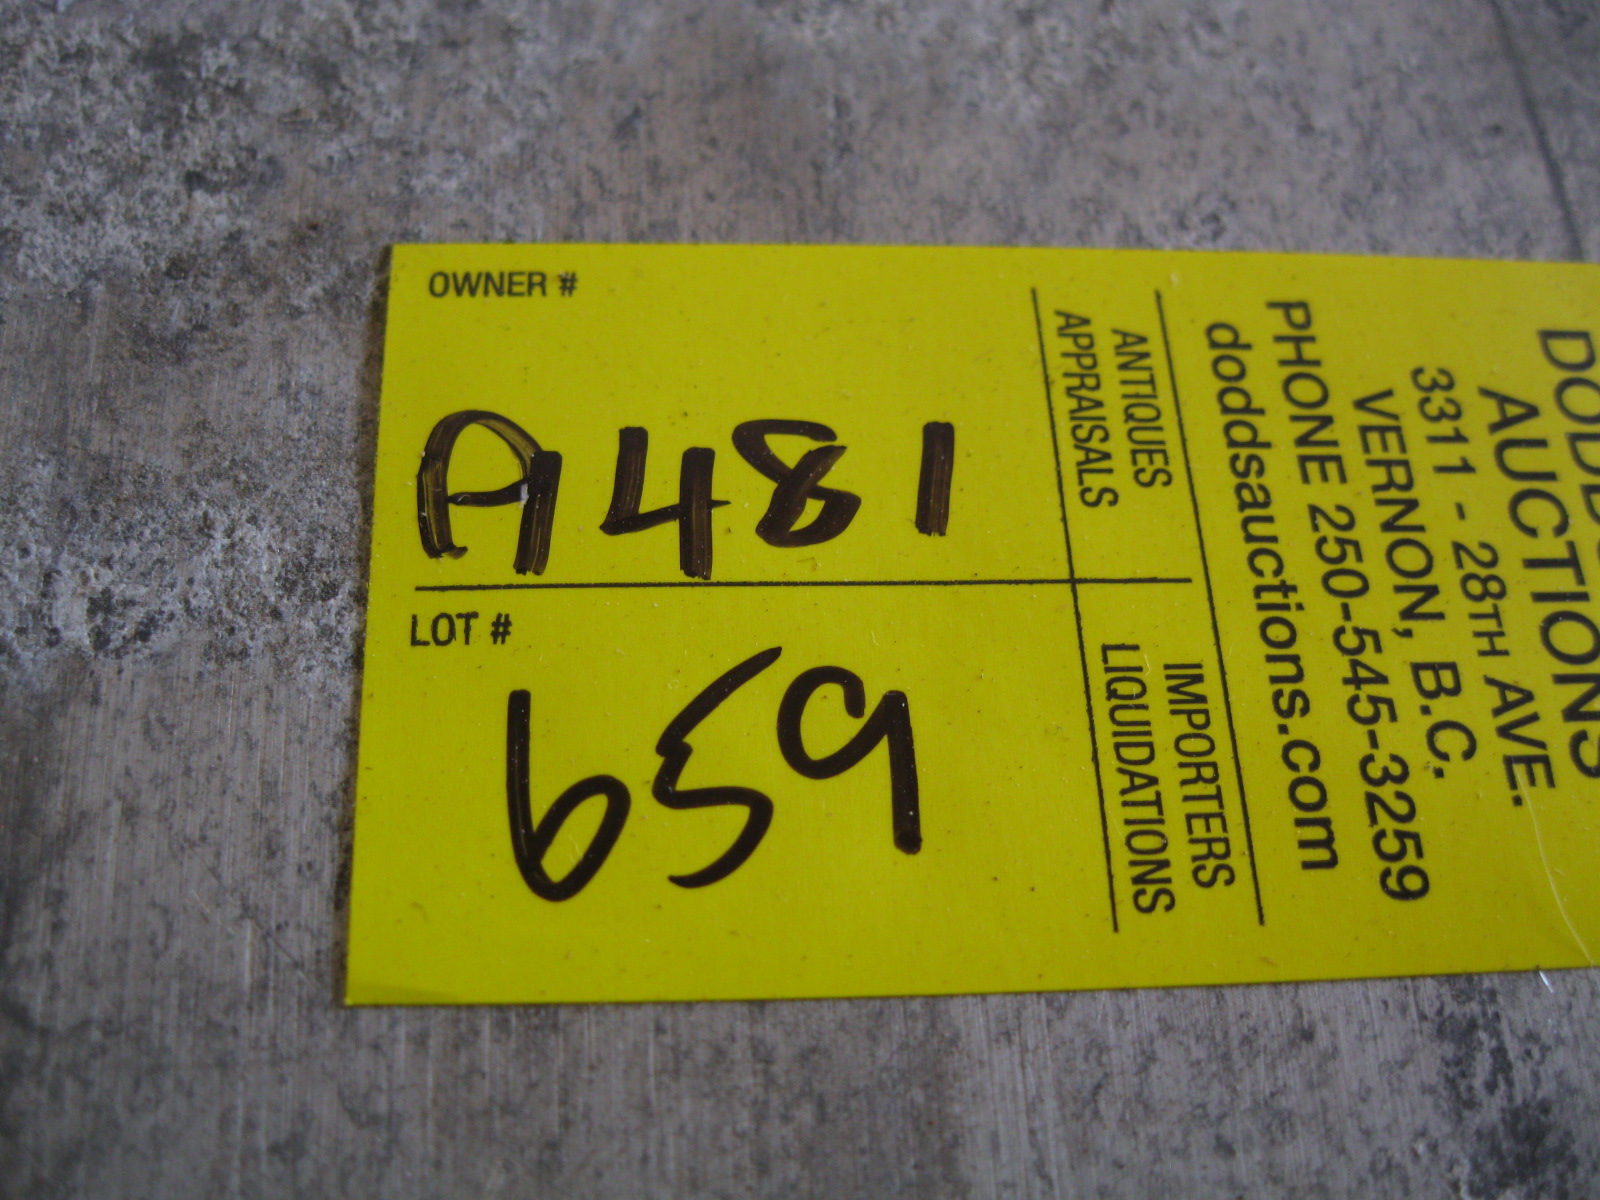 OWNER #
A481
LOT #
659
ANTIQUES
APPRAISALS
IMPORTERS
LIQUIDATIONS
DODDS
AUCTIONS
3311 - 28TH AVE.
VERNON, B.C.
PHONE 250-545-3259
doddsauctions.com